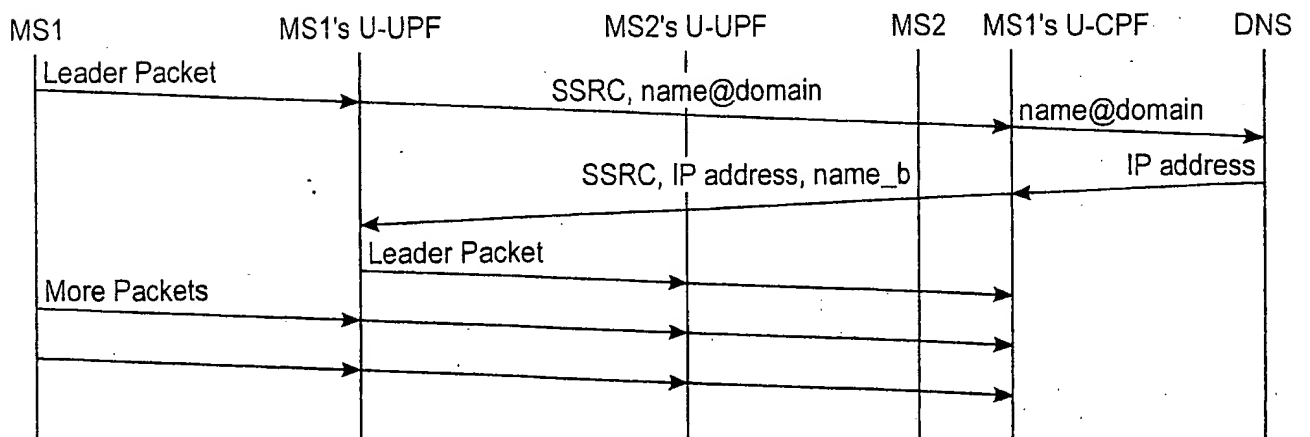 MS1 MS1's U-UPF MS2's U-UPF MS2 MS1's U-CPF DNS
Leader Packet
SSRC, name@domain
name@domain
IP address
SSRC, IP address, name_b
Leader Packet
More Packets